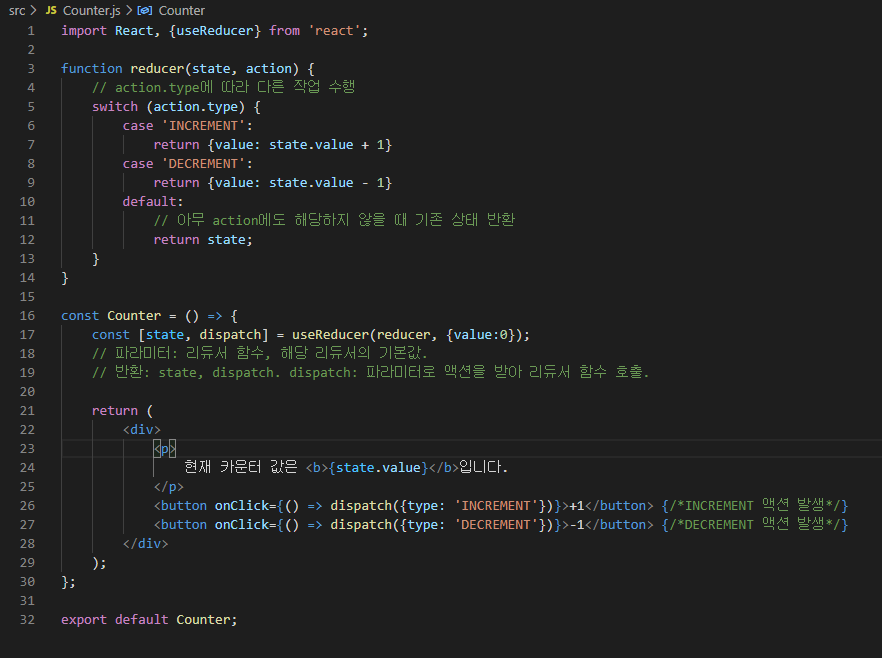 src > JS Counter.js > Counter
1 import React, {useReducer} from 'react';
2
3 function reducer(state, action) {
4     // action.type에 따라 다른 작업 수행
5     switch (action.type) {
6         case 'INCREMENT':
7             return {value: state.value + 1}
8         case 'DECREMENT':
9             return {value: state.value - 1}
10         default:
11             // 아무 action에도 해당하지 않을 때 기존 상태 반환
12             return state;
13     }
14 }
15
16 const Counter = () => {
17     const [state, dispatch] = useReducer(reducer, {value:0});
18     // 파라미터: 리듀서 함수, 해당 리듀서의 기본값.
19     // 반환: state, dispatch. dispatch: 파라미터로 액션을 받아 리듀서 함수 호출.
20
21     return (
22         <div>
23             <p>
24                 현재 카운터 값은 <b>{state.value}</b>입니다.
25             </p>
26             <button onClick={() => dispatch({type: 'INCREMENT'})}>+1</button> {/*INCREMENT 액션 발생*/}
27             <button onClick={() => dispatch({type: 'DECREMENT'})}>-1</button> {/*DECREMENT 액션 발생*/}
28         </div>
29     );
30 };
31
32 export default Counter;